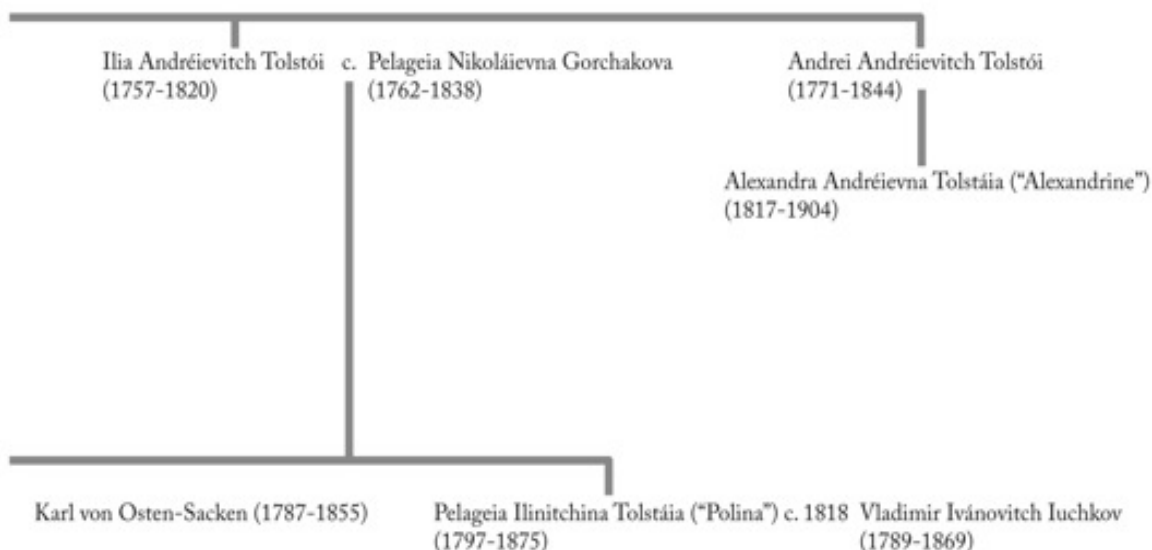 Ilia Andréievitch Tolstói c. Pelageia Nikoláievna Gorchakova
(1757-1820) (1762-1838)
Andrei Andréievitch Tolstói
(1771-1844)
Alexandra Andréievna Tolstáia (“Alexandrine”)
(1817-1904)
Karl von Osten-Sacken (1787-1855)
Pelageia Ilinitchina Tolstáia (“Polina”) c. 1818 Vladimir Ivánovitch Iuchkov
(1797-1875) (1789-1869)